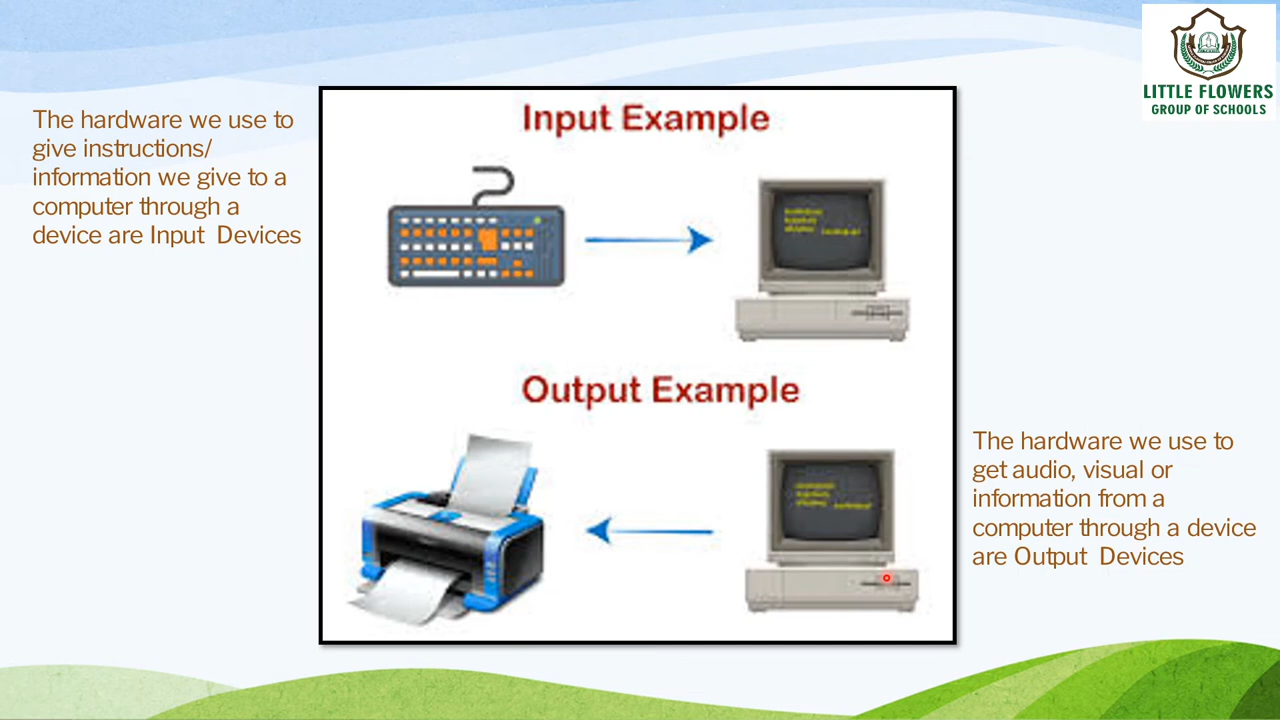 LITTLE FLOWERS
GROUP OF SCHOOLS
The hardware we use to
give instructions/
information we give to a
computer through a
device are Input  Devices
Input Example
Output Example
The hardware we use to
get audio, visual or
information from a
computer through a device
are Output  Devices